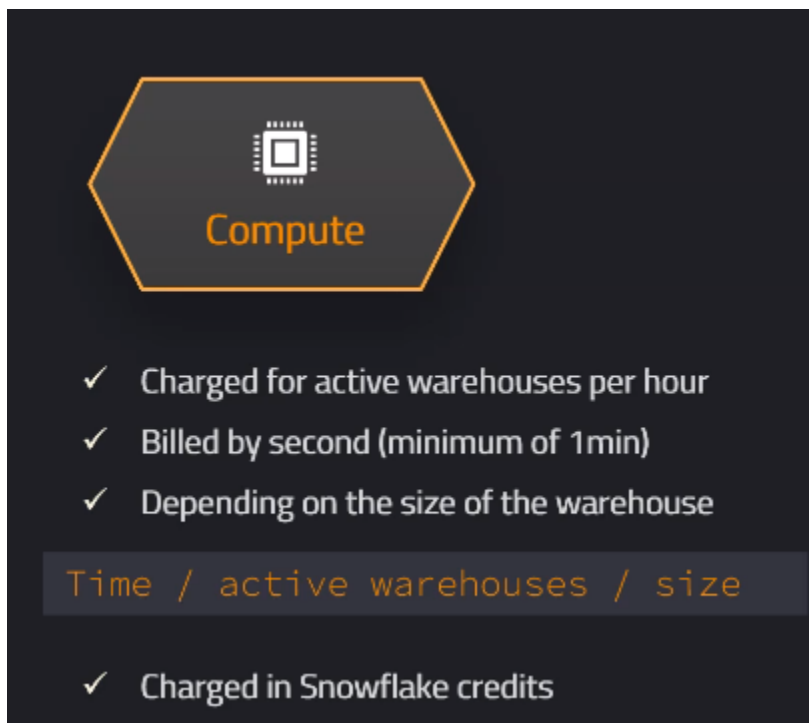 Compute
✓ Charged for active warehouses per hour
✓ Billed by second (minimum of 1min)
✓ Depending on the size of the warehouse
Time / active warehouses / size
✓ Charged in Snowflake credits